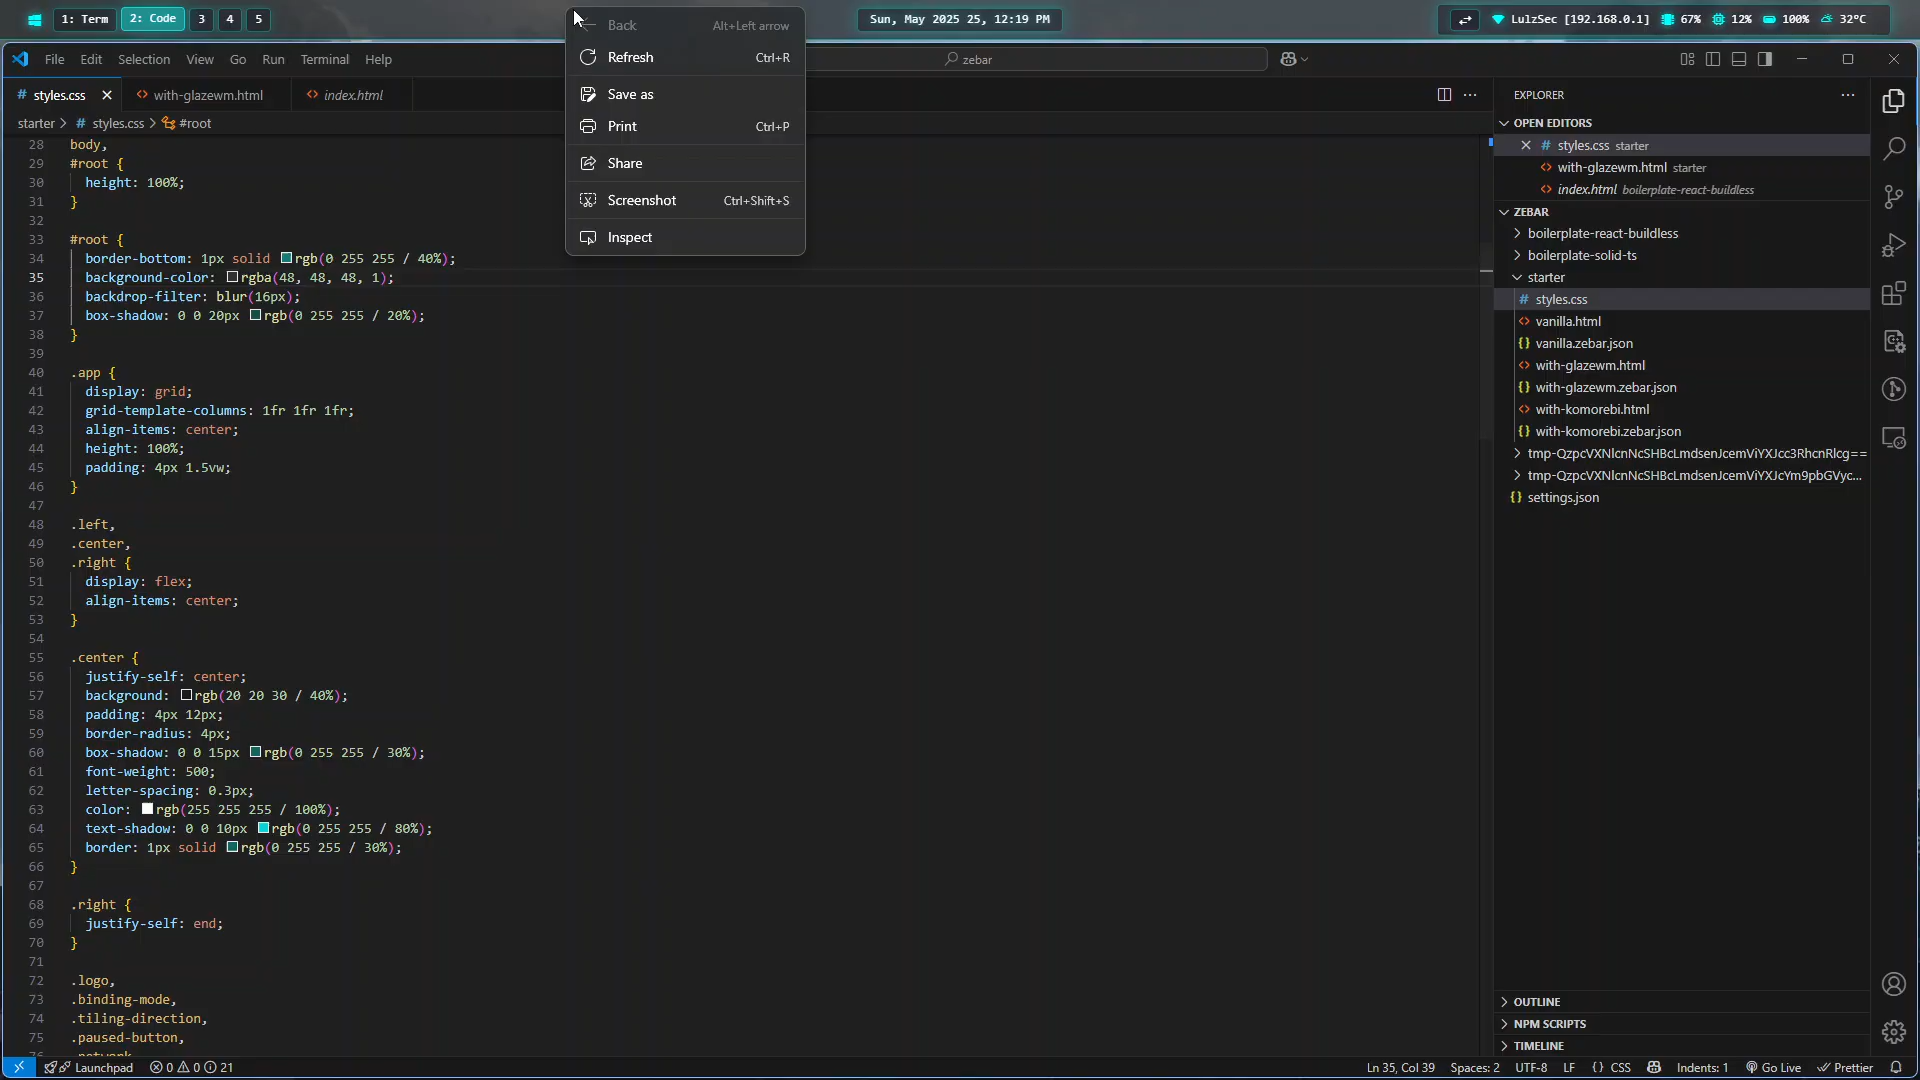 1: Term
2: Code
3
4
5
Sun, May 2025 25, 12:19 PM
LulzSec [192.168.0.1]
67%
12%
100%
32°C
Back Alt+Left arrow
Refresh Ctrl+R
Save as
Print Ctrl+P
Share
Screenshot Ctrl+Shift+S
Inspect
File Edit Selection View Go Run Terminal Help
zebar
# styles.css
<> with-glazewm.html
<> index.html
starter > # styles.css > #root
28 body,
29 #root {
30 height: 100%;
31 }
32
33 #root {
34 border-bottom: 1px solid rgb(0 255 255 / 40%);
35 background-color: rgba(48, 48, 48, 1);
36 backdrop-filter: blur(16px);
37 box-shadow: 0 0 20px rgb(0 255 255 / 20%);
38 }
39
40 .app {
41 display: grid;
42 grid-template-columns: 1fr 1fr 1fr;
43 align-items: center;
44 height: 100%;
45 padding: 4px 1.5vw;
46 }
47
48 .left,
49 .center,
50 .right {
51 display: flex;
52 align-items: center;
53 }
54
55 .center {
56 justify-self: center;
57 background: rgb(20 20 30 / 40%);
58 padding: 4px 12px;
59 border-radius: 4px;
60 box-shadow: 0 0 15px rgb(0 255 255 / 30%);
61 font-weight: 500;
62 letter-spacing: 0.3px;
63 color: rgb(255 255 255 / 100%);
64 text-shadow: 0 0 10px rgb(0 255 255 / 80%);
65 border: 1px solid rgb(0 255 255 / 30%);
66 }
67
68 .right {
69 justify-self: end;
70 }
71
72 .logo,
73 .binding-mode,
74 .tiling-direction,
75 .paused-button,
EXPLORER
OPEN EDITORS
# styles.css starter
<> with-glazewm.html starter
<> index.html boilerplate-react-buildless
ZEBAR
boilerplate-react-buildless
boilerplate-solid-ts
starter
# styles.css
<> vanilla.html
{} vanilla.zebar.json
<> with-glazewm.html
{} with-glazewm.zebar.json
<> with-komorebi.html
{} with-komorebi.zebar.json
tmp-QzpcVXNlcnNcSHBcLmdsenJcemViYXJcc3RhcnRlcg==
tmp-QzpcVXNlcnNcSHBcLmdsenJcemViYXJcYm9pbGVyc...
{} settings.json
OUTLINE
NPM SCRIPTS
TIMELINE
Launchpad
0 0 21
Ln 35, Col 39
Spaces: 2
UTF-8
LF
{} CSS
Indents: 1
Go Live
Prettier